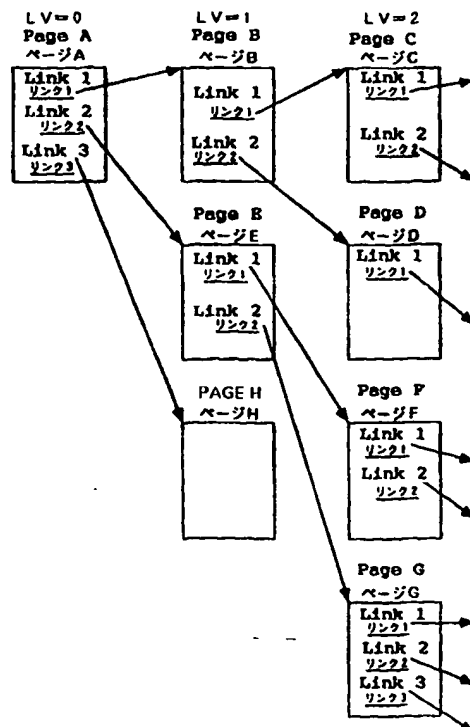 LV=0
Page A
ページA
Link 1
リンク1
Link 2
リンク2
Link 3
リンク3
LV=1
Page B
ページB
Link 1
リンク1
Link 2
リンク2
Page E
ページE
Link 1
リンク1
Link 2
リンク2
PAGE H
ページH
LV=2
Page C
ページC
Link 1
リンク1
Link 2
リンク2
Page D
ページD
Link 1
リンク1
Page F
ページF
Link 1
リンク1
Link 2
リンク2
Page G
ページG
Link 1
リンク1
Link 2
リンク2
Link 3
リンク3